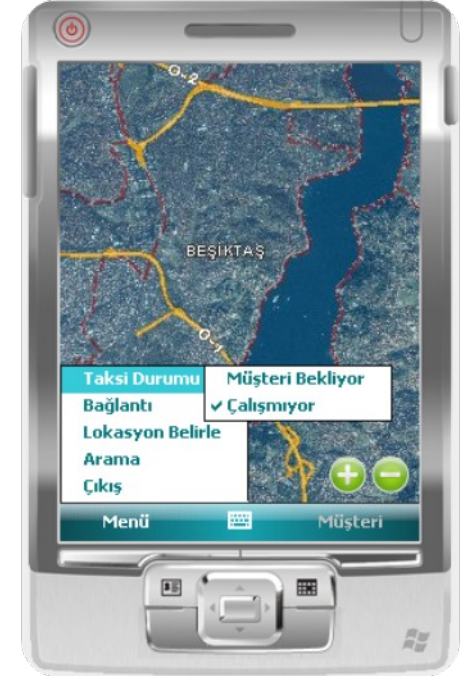 O-2
BEŞİKTAŞ
O-1
Taksi Durumu
Müşteri Bekliyor
Bağlantı
✓ Çalışmıyor
Lokasyon Belirle
Arama
Çıkış
Menü
Müşteri